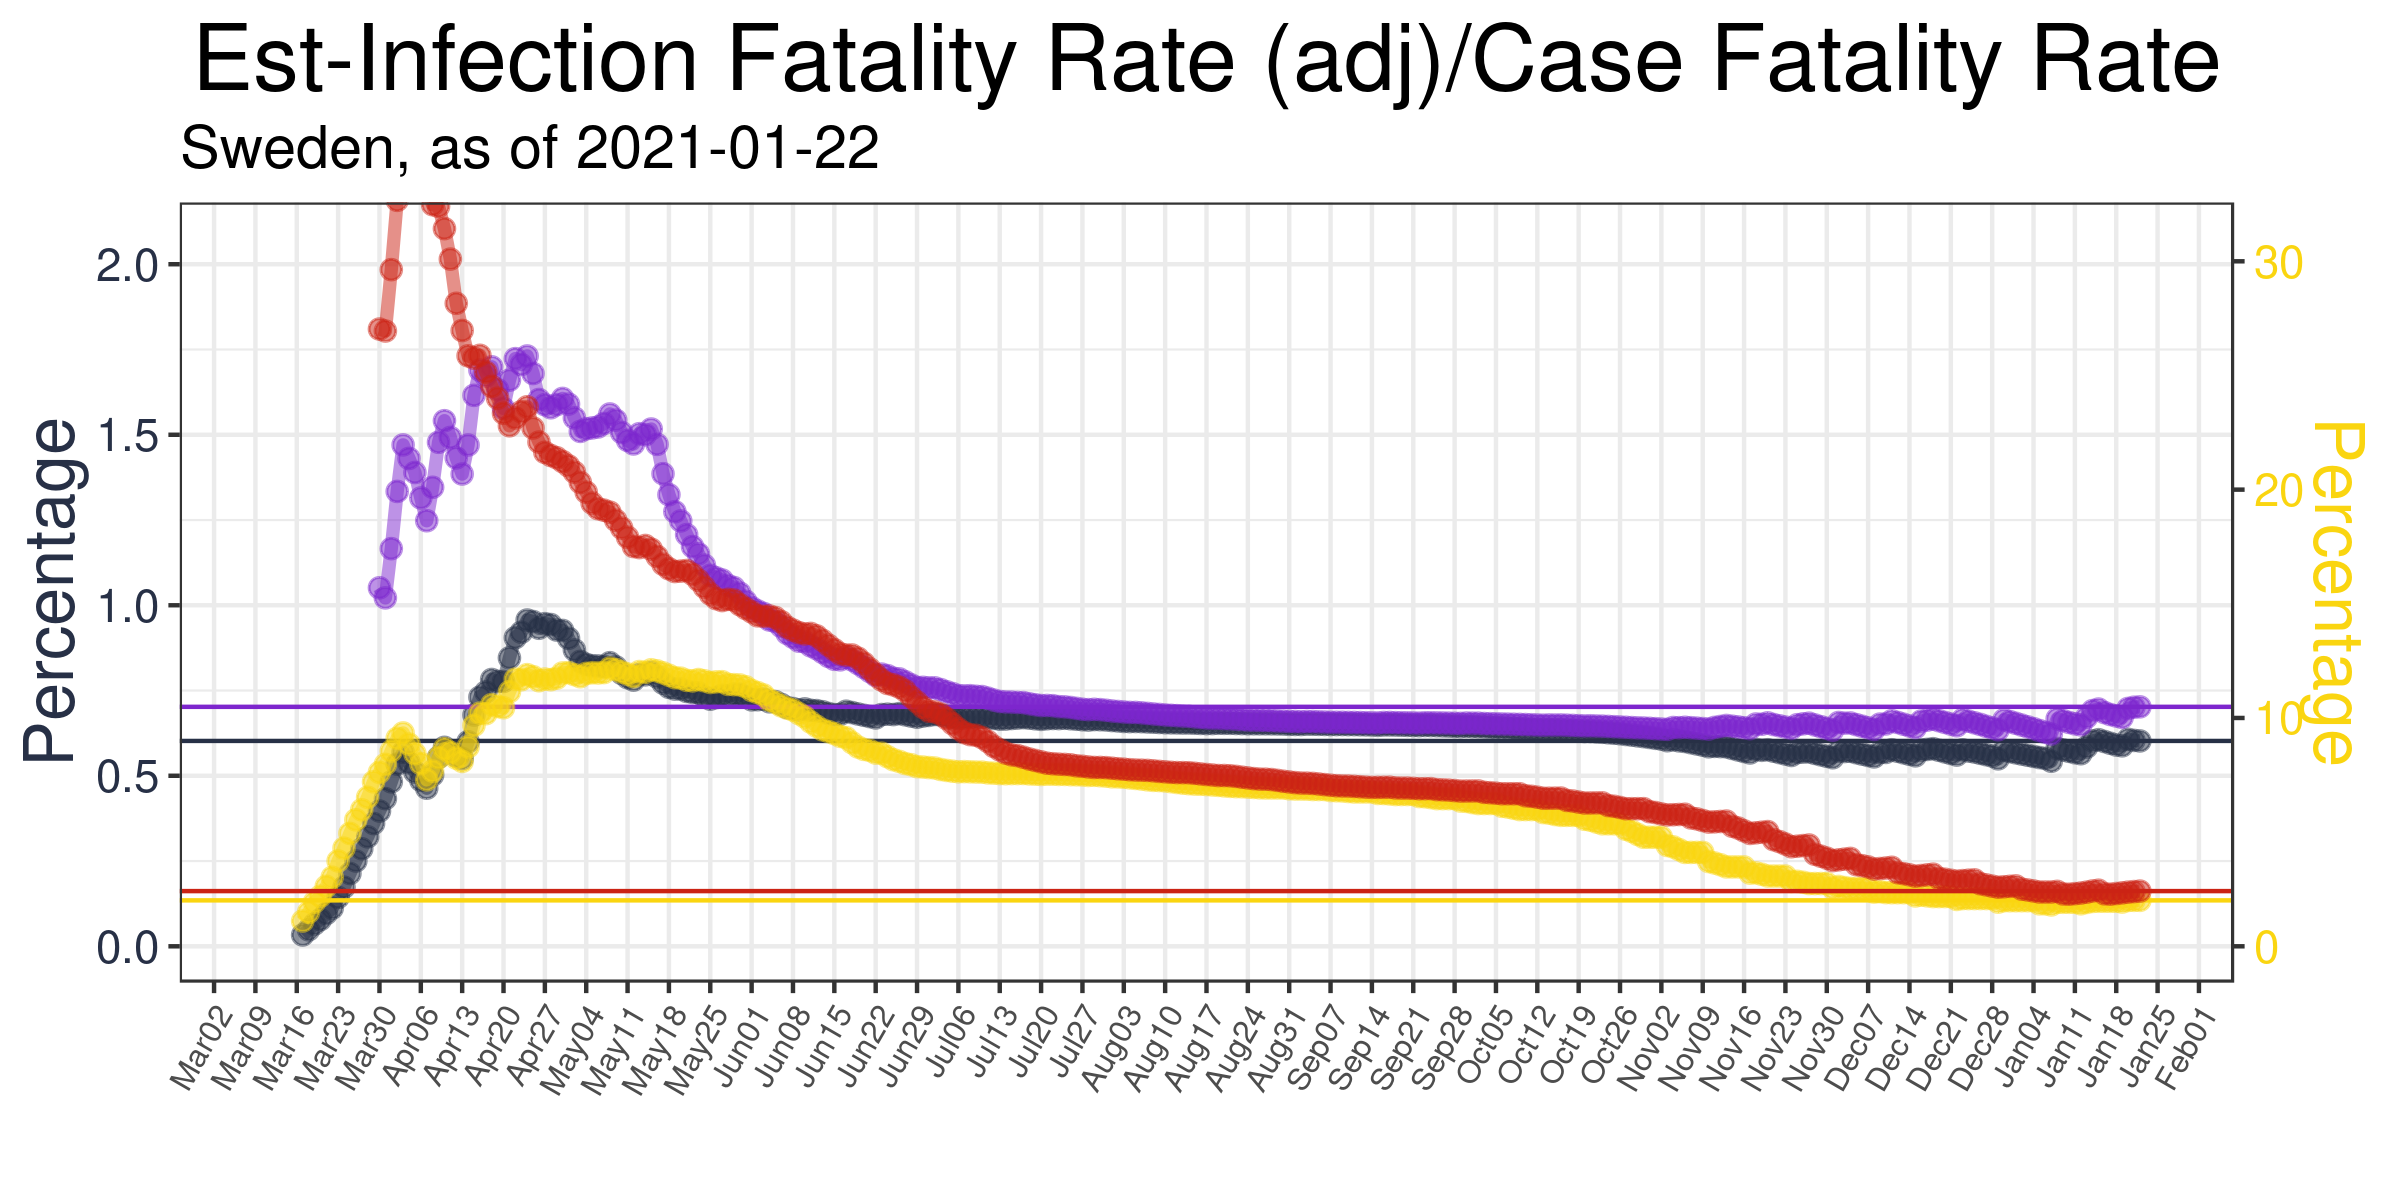 Est-Infection Fatality Rate (adj)/Case Fatality Rate
Sweden, as of 2021-01-22
Percentage
2.0
1.5
1.0
0.5
0.0
30
20
10
0
Percentage
Mar02
Mar09
Mar16
Mar23
Mar30
Apr06
Apr13
Apr20
Apr27
May04
May11
May18
May25
Jun01
Jun08
Jun15
Jun22
Jun29
Jul06
Jul13
Jul20
Jul27
Aug03
Aug10
Aug17
Aug24
Aug31
Sep07
Sep14
Sep21
Sep28
Oct05
Oct12
Oct19
Oct26
Nov02
Nov09
Nov16
Nov23
Nov30
Dec07
Dec14
Dec21
Dec28
Jan04
Jan11
Jan18
Jan25
Feb01